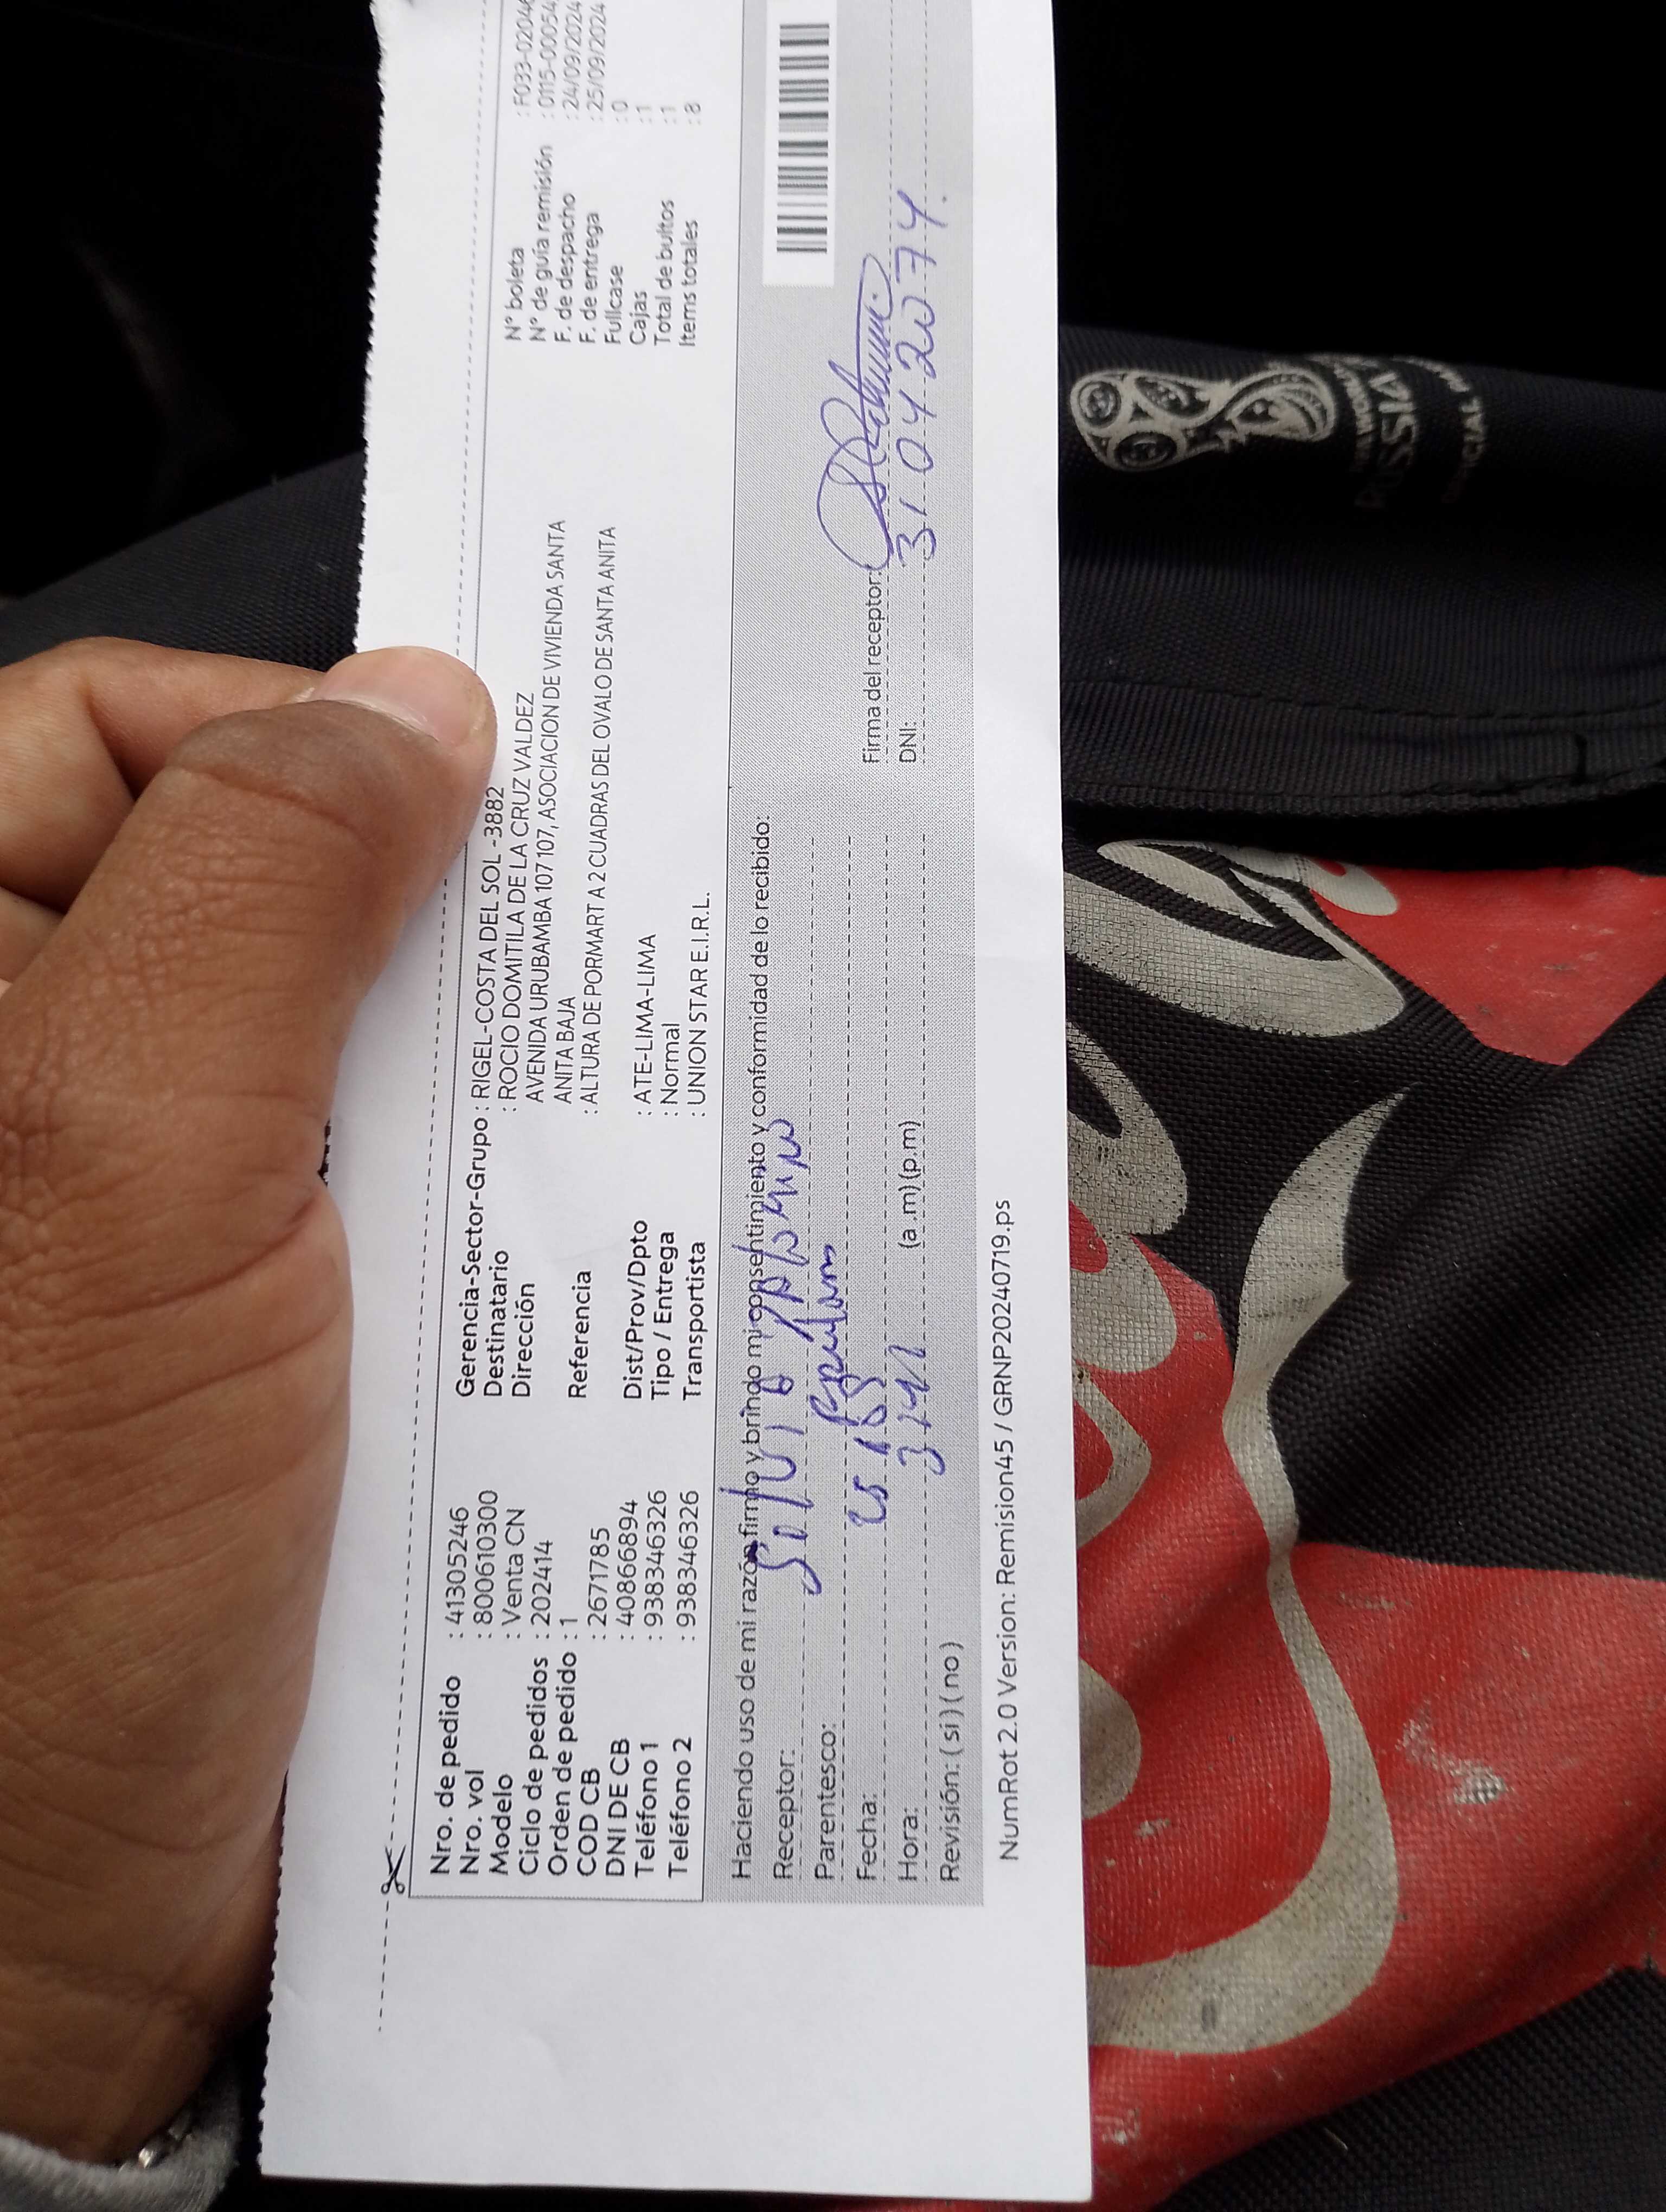 Nro. de pedido : 41305246
Nro. vol : 800610300
Modelo : Venta CN
Ciclo de pedidos : 202414
Orden de pedido : 1
COD CB : 2671785
DNI DE CB : 40866894
Teléfono 1 : 938346326
Teléfono 2 : 938346326
Gerencia-Sector-Grupo : RIGEL-COSTA DEL SOL -3882
Destinatario : ROCIO DOMITILA DE LA CRUZ VALDEZ
Dirección AVENIDA URUBAMBA 107 107, ASOCIACION DE VIVIENDA SANTA
ANITA BAJA
Referencia : ALTURA DE PORMART A 2 CUADRAS DEL OVALO DE SANTA ANITA
Dist/Prov/Dpto : ATE-LIMA-LIMA
Tipo / Entrega : Normal
Transportista : UNION STAR E.I.R.L.
N° boleta : F033-0204
N° de guía remisión : 0115-00054
F. de despacho : 24/09/2024
F. de entrega : 25/09/2024
Fullcase : 0
Cajas : 1
Total de bultos : 1
Items totales : 8
Haciendo uso de mi razón firmo y brindo mi consentimiento y conformidad de lo recibido:
Receptor:
Parentesco:
Fecha:
Hora: (a.m) (p.m)
Revisión: ( si ) ( no )
Firma del receptor:
DNI: 31042074
NumRot 2.0 Version: Remision45 / GRNP20240719.ps